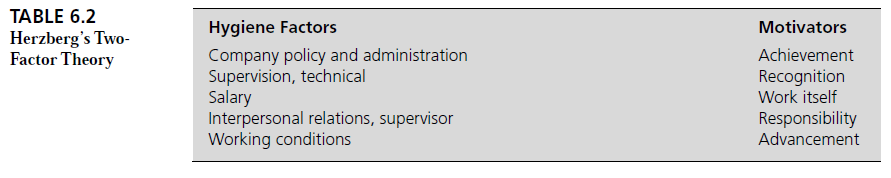 TABLE 6.2
Herzberg's Two-
Factor Theory
Hygiene Factors Motivators
Company policy and administration Achievement
Supervision, technical Recognition
Salary Work itself
Interpersonal relations, supervisor Responsibility
Working conditions Advancement